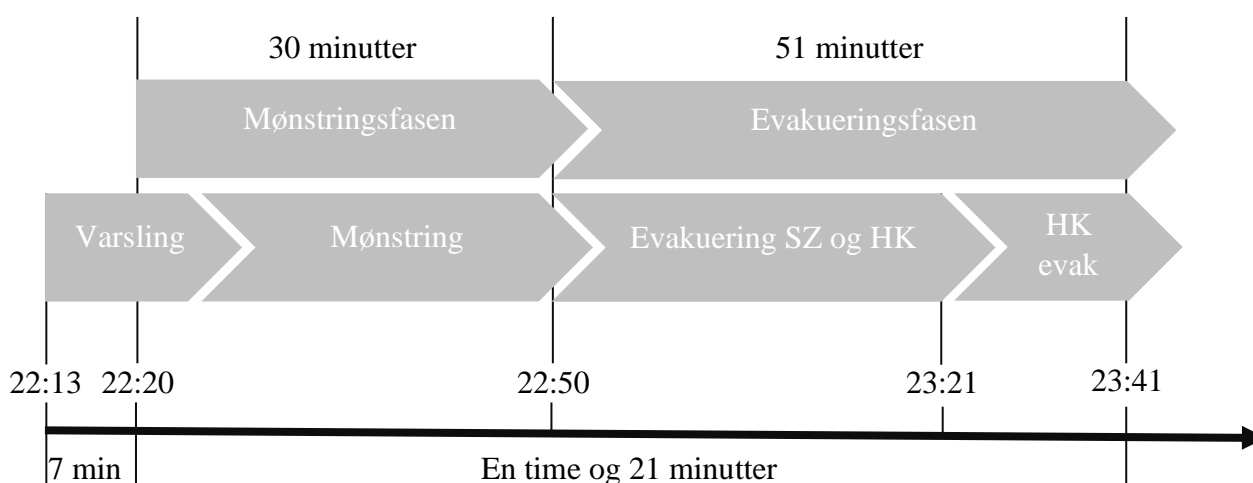 30 minutter 51 minutter
Mønstringsfasen Evakueringsfasen
Varsling Mønstring Evakuering SZ og HK HK
evak
22:13 22:20 22:50 23:21 23:41
7 min En time og 21 minutter